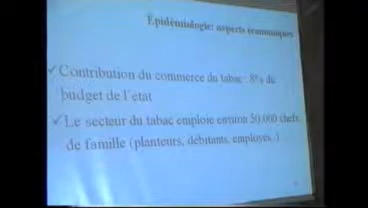 Epidémiologie: aspects économiques
✓Contribution du commerce du tabac : 8% du
budget de l'etat
✓Le secteur du tabac emploie environ 50.000 chefs
de famille (planteurs, débitants, employés..)